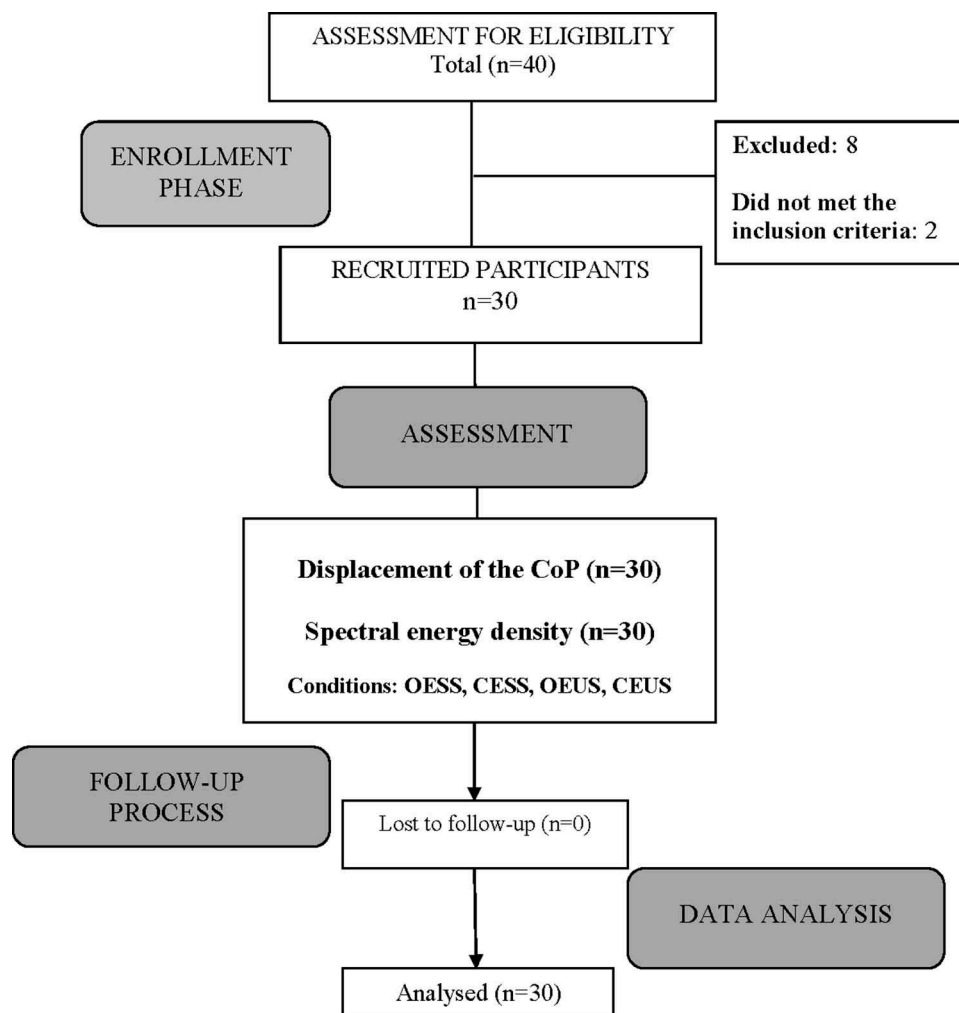 ASSESSMENT FOR ELIGIBILITY
Total (n=40)
ENROLLMENT
PHASE
Excluded: 8
Did not met the
inclusion criteria: 2
RECRUITED PARTICIPANTS
n=30
ASSESSMENT
Displacement of the CoP (n=30)
Spectral energy density (n=30)
Conditions: OESS, CESS, OEUS, CEUS
FOLLOW-UP
PROCESS
Lost to follow-up (n=0)
DATA ANALYSIS
Analysed (n=30)